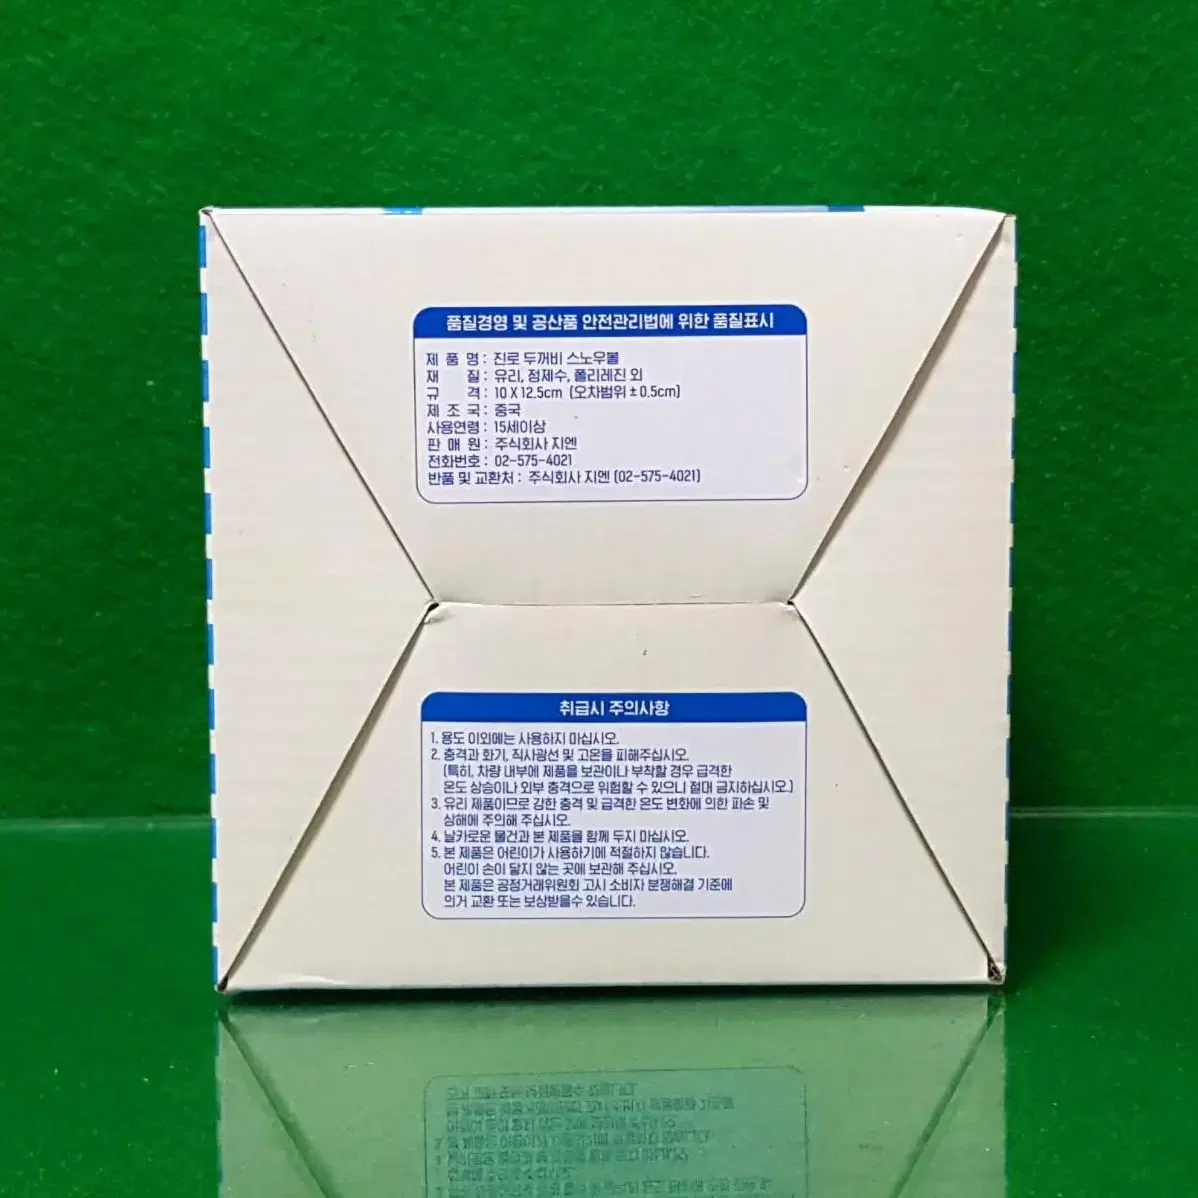 품질경영 및 공산품 안전관리법에 위한 품질표시
제 품 명 : 진로 두꺼비 스노우볼
재 질 : 유리, 정제수, 폴리레진 외
규 격 : 10 X 12.5cm (오차범위 ± 0.5cm)
제 조 국 : 중국
사용연령 : 15세이상
판 매 원 : 주식회사 지엔
전화번호 : 02-575-4021
반품 및 교환처 : 주식회사 지엔 (02-575-4021)
취급시 주의사항
1. 용도 이외에는 사용하지 마십시오.
2. 충격과 화기, 직사광선 및 고온을 피해주십시오.
(특히, 차량 내부에 제품을 보관이나 부착할 경우 급격한
온도 상승이나 외부 충격으로 위험할 수 있으니 절대 금지하십시오.)
3. 유리 제품이므로 강한 충격 및 급격한 온도 변화에 의한 파손 및
상해에 주의해 주십시오.
4. 날카로운 물건과 본 제품을 함께 두지 마십시오.
5. 본 제품은 어린이가 사용하기에 적절하지 않습니다.
어린이 손이 닿지 않는 곳에 보관해 주십시오.
본 제품은 공정거래위원회 고시 소비자 분쟁해결 기준에
의거 교환 또는 보상받을수 있습니다.